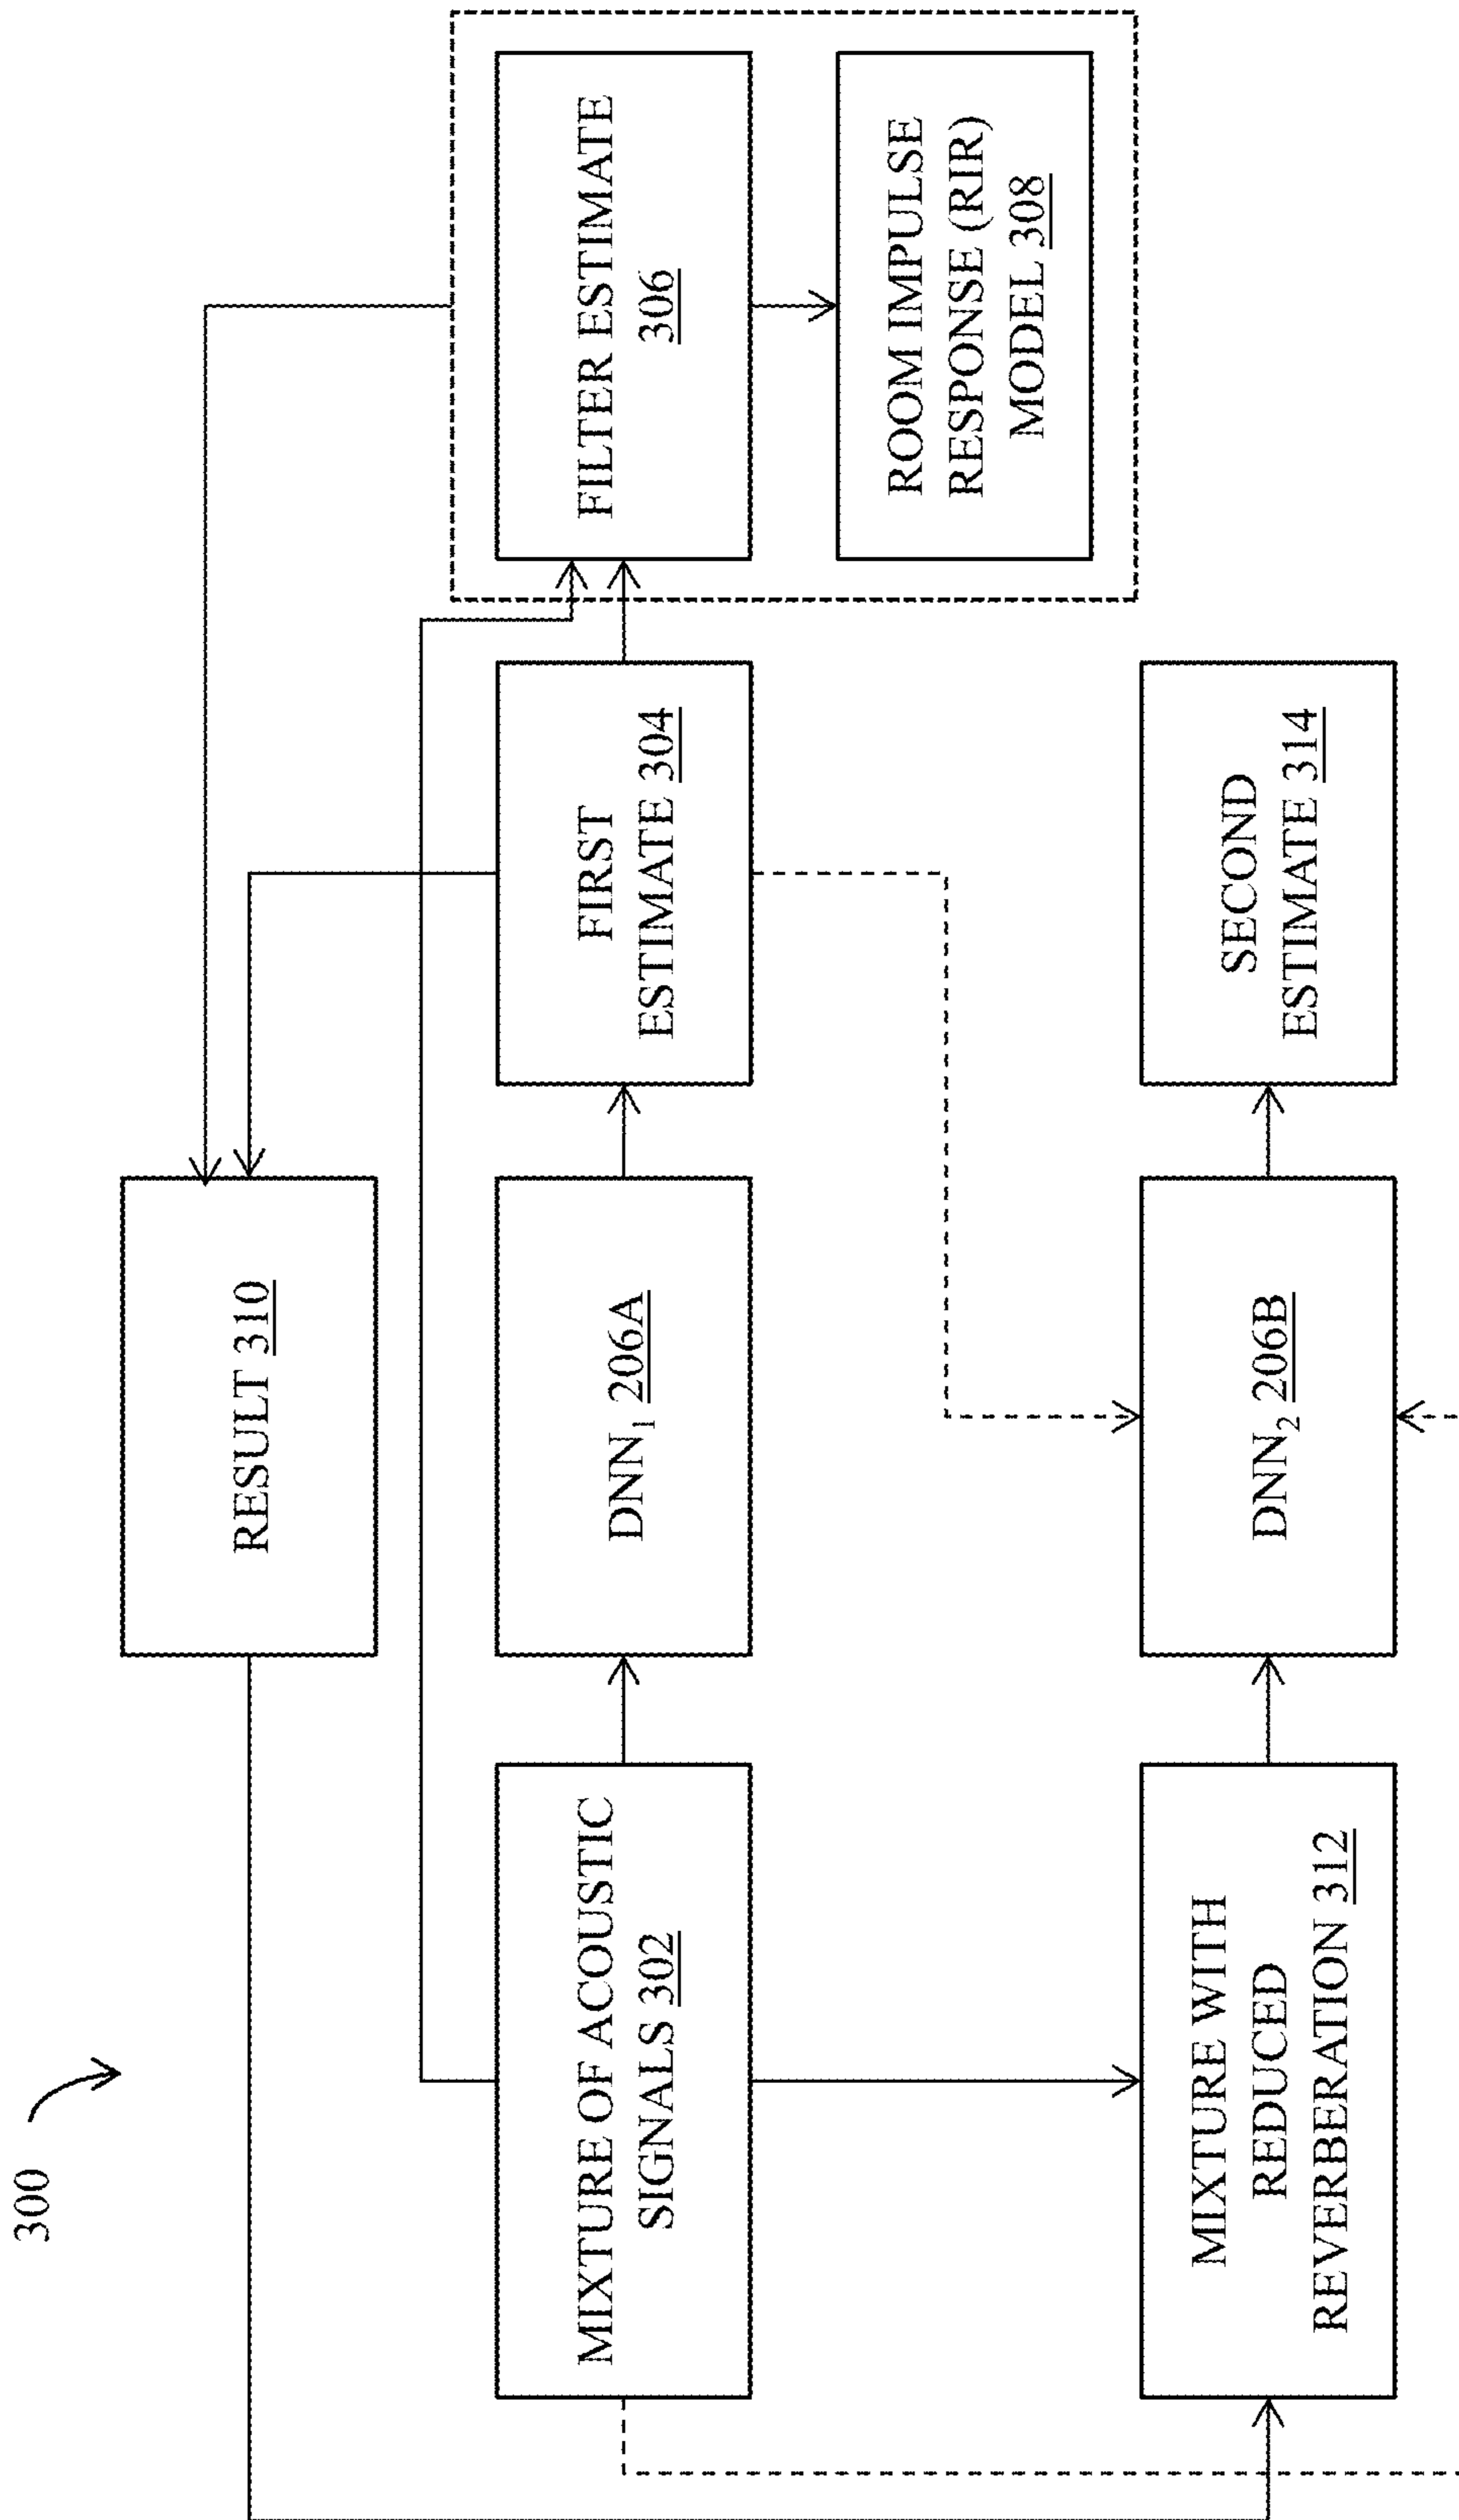 300
RESULT 310
MIXTURE OF ACOUSTIC
SIGNALS 302
DNN₁ 206A
FIRST
ESTIMATE 304
FILTER ESTIMATE
306
ROOM IMPULSE
RESPONSE (RIR)
MODEL 308
MIXTURE WITH
REDUCED
REVERBERATION 312
DNN₂ 206B
SECOND
ESTIMATE 314